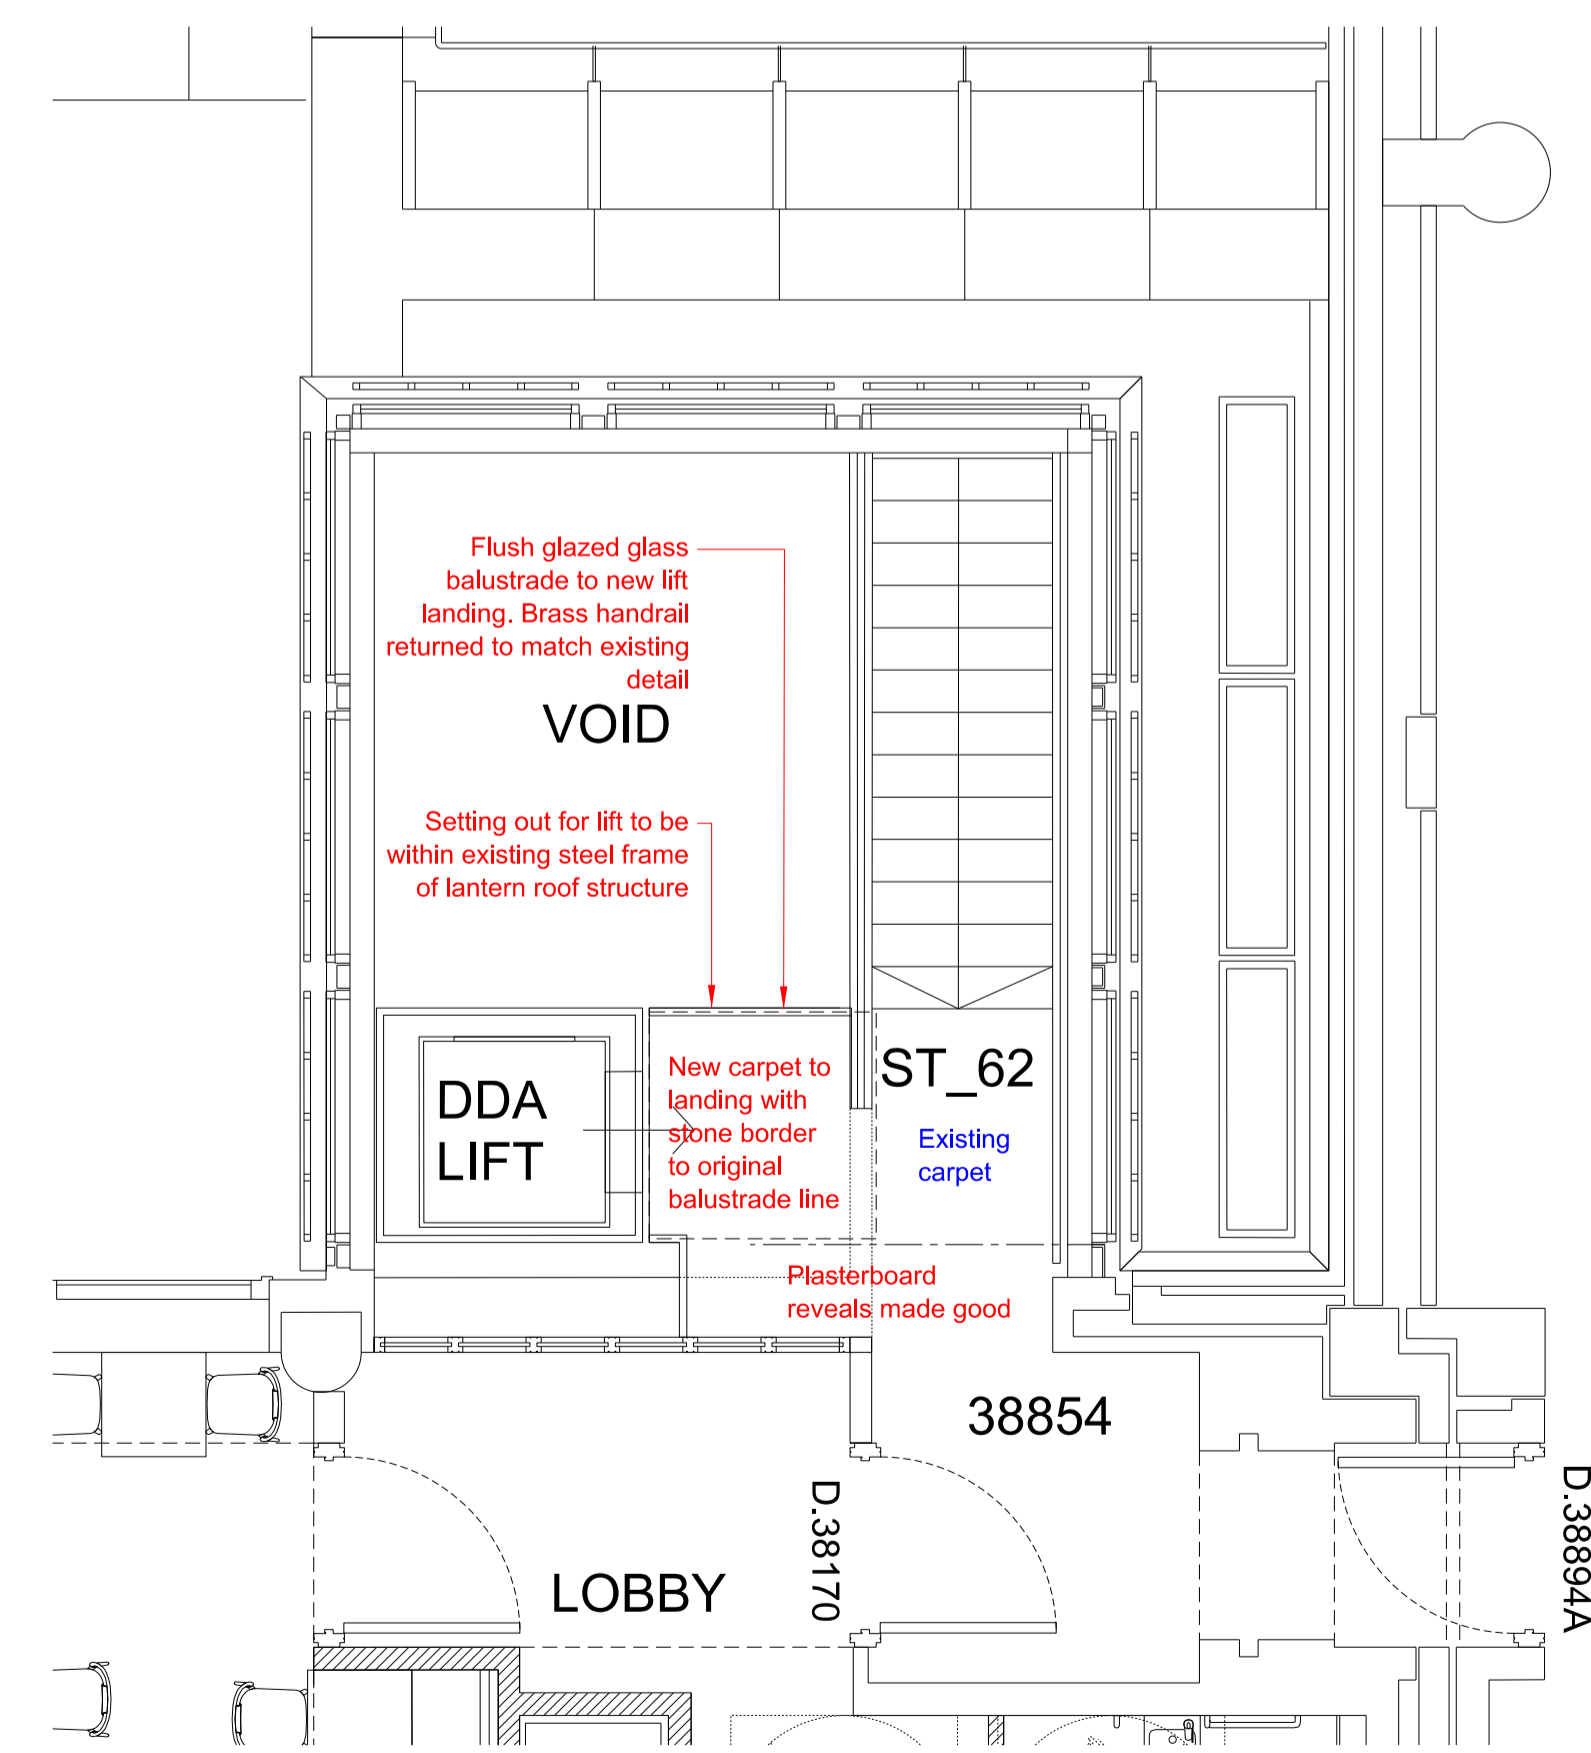 Flush glazed glass
balustrade to new lift
landing. Brass handrail
returned to match existing
detail
VOID
Setting out for lift to be
within existing steel frame
of lantern roof structure
DDA
LIFT
New carpet to
landing with
stone border
to original
balustrade line
ST_62
Existing
carpet
Plasterboard
reveals made good
38854
D.38170
D.38894A
LOBBY